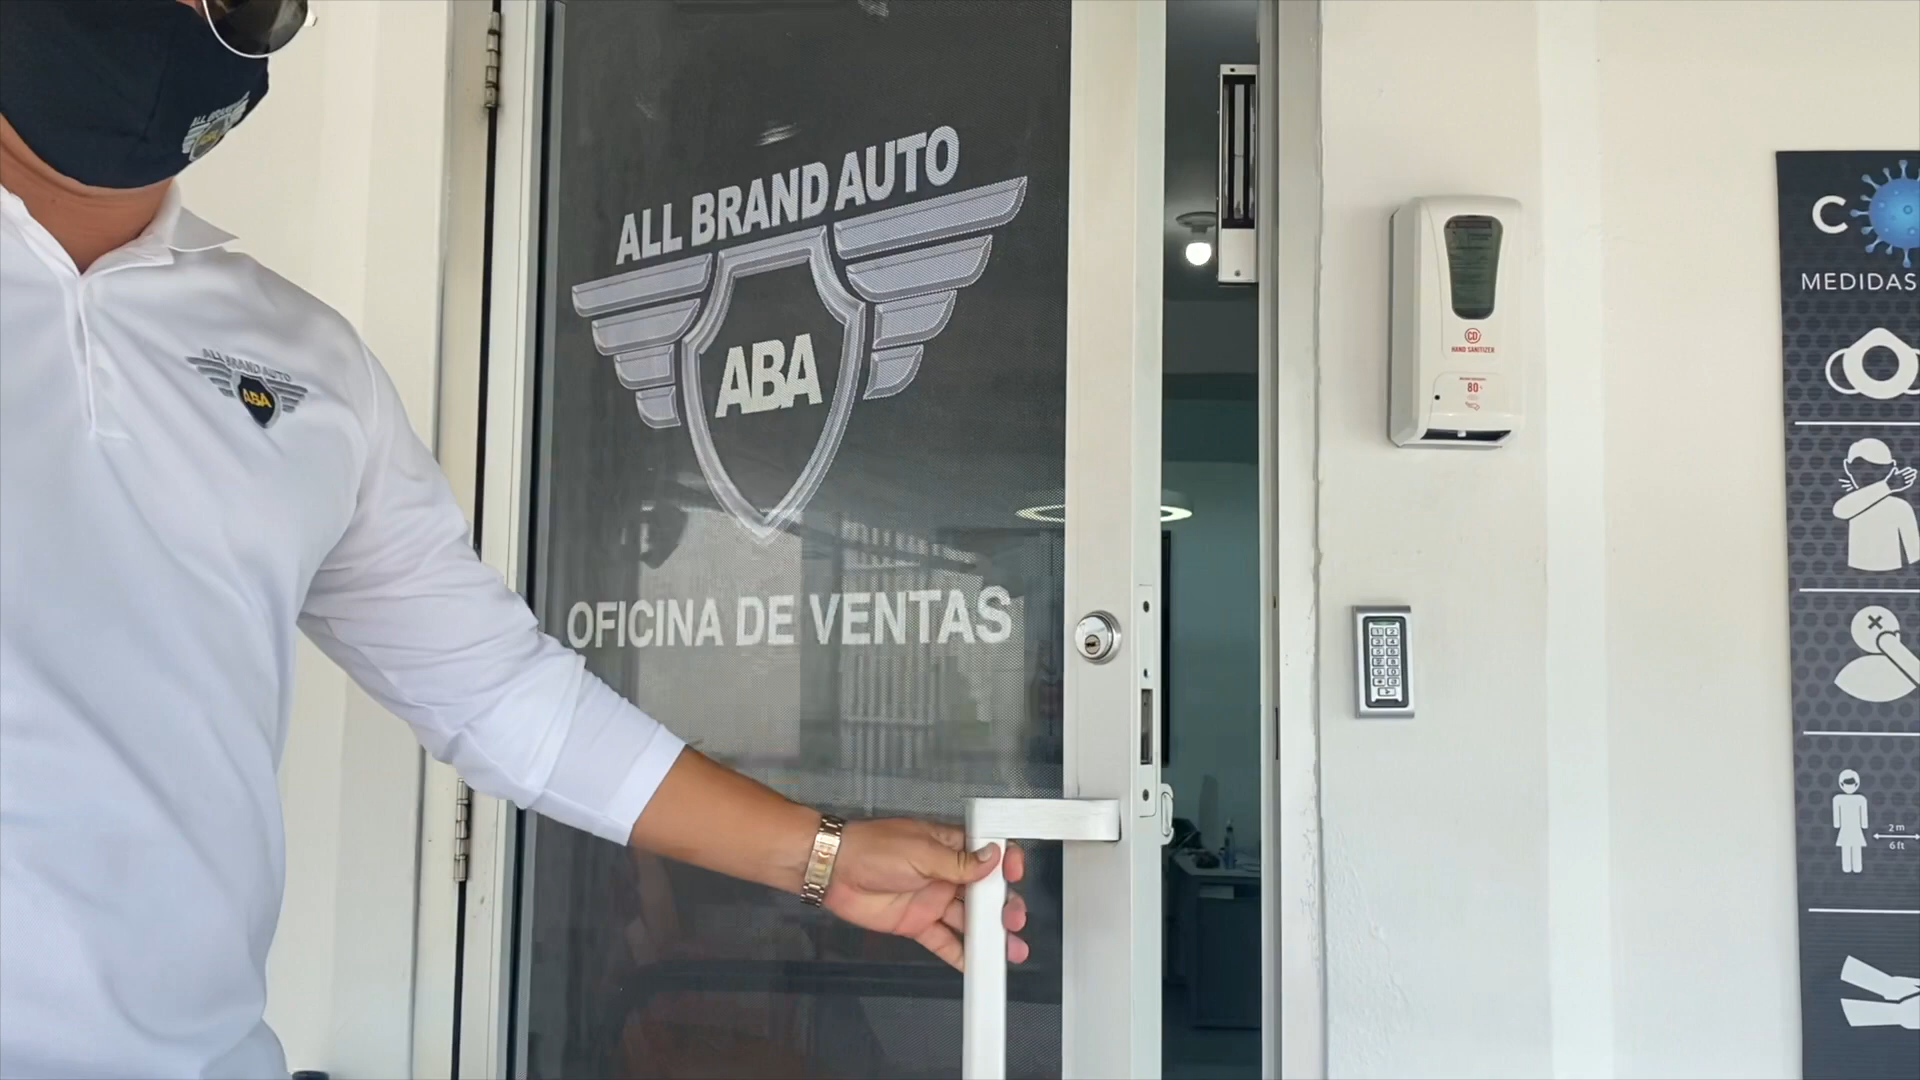 ALL BRAND AUTO
ABA
OFICINA DE VENTAS
ALL BRAND AUTO
ABA
HAND SANITIZER
80
C
MEDIDAS
2 m
6 ft